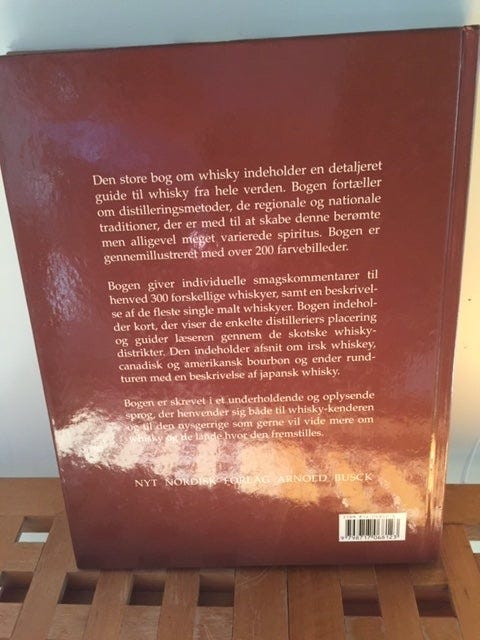 Den store bog om whisky indeholder en detaljeret
guide til whisky fra hele verden. Bogen fortæller
om distilleringsmetoder, de regionale og nationale
traditioner, der er med til at skabe denne berømte
men alligevel meget varierede spiritus. Bogen er
gennemillustreret med over 200 farvebilleder.
Bogen giver individuelle smagskommentarer til
henved 300 forskellige whiskyer, samt en beskrivel-
se af de fleste single malt whiskyer. Bogen indehol-
der kort, der viser de enkelte distilleriers placering
og guider læseren gennem de skotske whisky-
distrikter. Den indeholder afsnit om irsk whiskey,
canadisk og amerikansk bourbon og ender rund-
turen med en beskrivelse af japansk whisky.
Bogen er skrevet i et underholdende og oplysende
sprog, der henvender sig både til whisky-kenderen
og til den nysgerrige som gerne vil vide mere om
whisky og de lande hvor den fremstilles.
NYT NORDISK FORLAG ARNOLD BUSCK
9 788717 068123